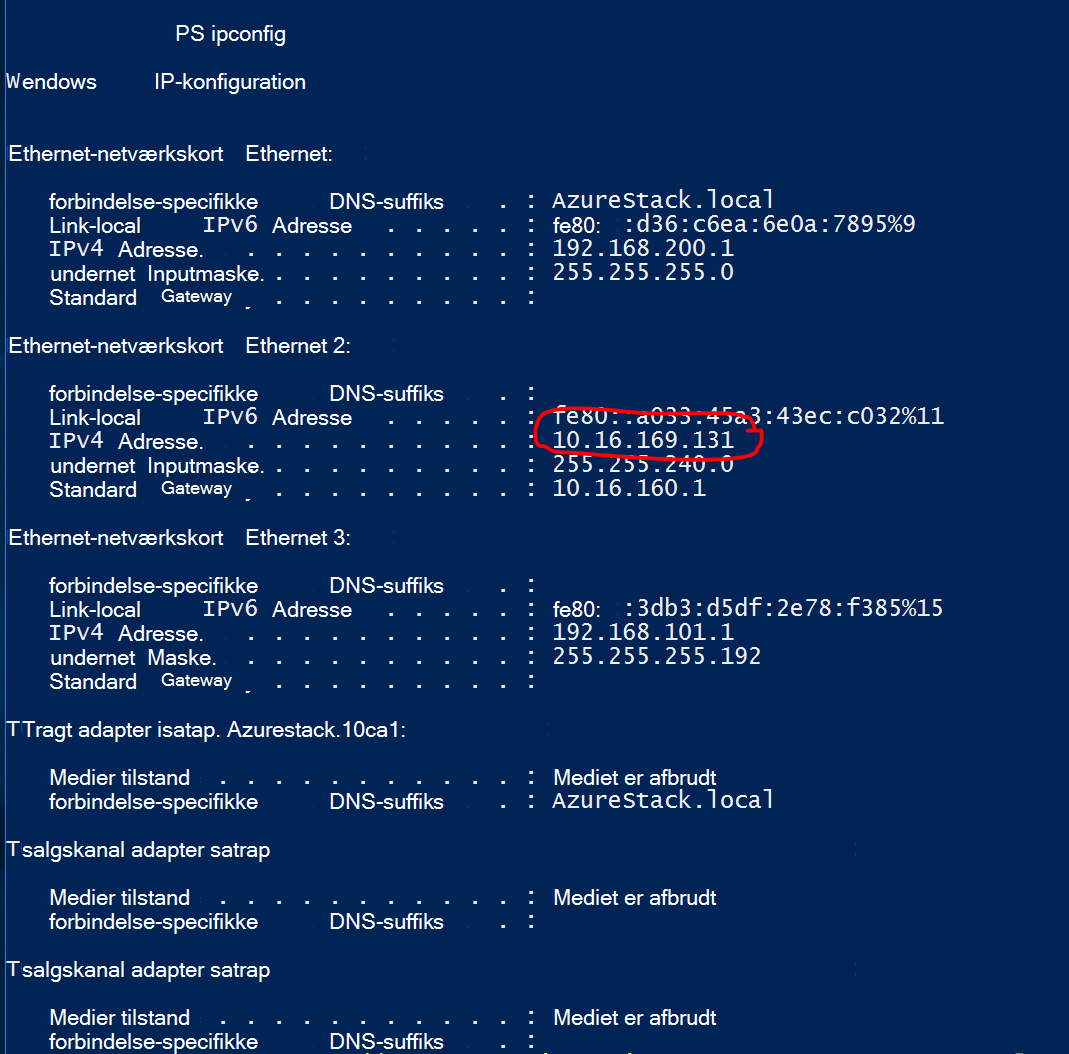 PS ipconfig
Wendows IP-konfiguration
Ethernet-netværkskort Ethernet:
forbindelse-specifikke DNS-suffiks . : AzureStack.local
Link-local IPv6 Adresse . . . . . : fe80: :d36:c6ea:6e0a:7895%9
IPv4 Adresse. . . . . . . . . . . : 192.168.200.1
undernet Inputmaske. . . . . . . . . . : 255.255.255.0
Standard Gateway . . . . . . . . . . : 
Ethernet-netværkskort Ethernet 2:
forbindelse-specifikke DNS-suffiks . :
Link-local IPv6 Adresse . . . . . : fe80::a033:45a3:43ec:c032%11
IPv4 Adresse. . . . . . . . . . . : 10.16.169.131
undernet Inputmaske. . . . . . . . . . : 255.255.240.0
Standard Gateway . . . . . . . . . . : 10.16.160.1
Ethernet-netværkskort Ethernet 3:
forbindelse-specifikke DNS-suffiks . :
Link-local IPv6 Adresse . . . . . : fe80: :3db3:d5df:2e78:f385%15
IPv4 Adresse. . . . . . . . . . . : 192.168.101.1
undernet Maske. . . . . . . . . . . : 255.255.255.192
Standard Gateway . . . . . . . . . . :
TTragt adapter isatap. Azurestack.10ca1:
Medier tilstand . . . . . . . . . . . : Mediet er afbrudt
forbindelse-specifikke DNS-suffiks . : AzureStack.local
Tsalgskanal adapter satrap
Medier tilstand . . . . . . . . . . . : Mediet er afbrudt
forbindelse-specifikke DNS-suffiks . :
Tsalgskanal adapter satrap
Medier tilstand . . . . . . . . . . . : Mediet er afbrudt
forbindelse-specifikke DNS-suffiks . :